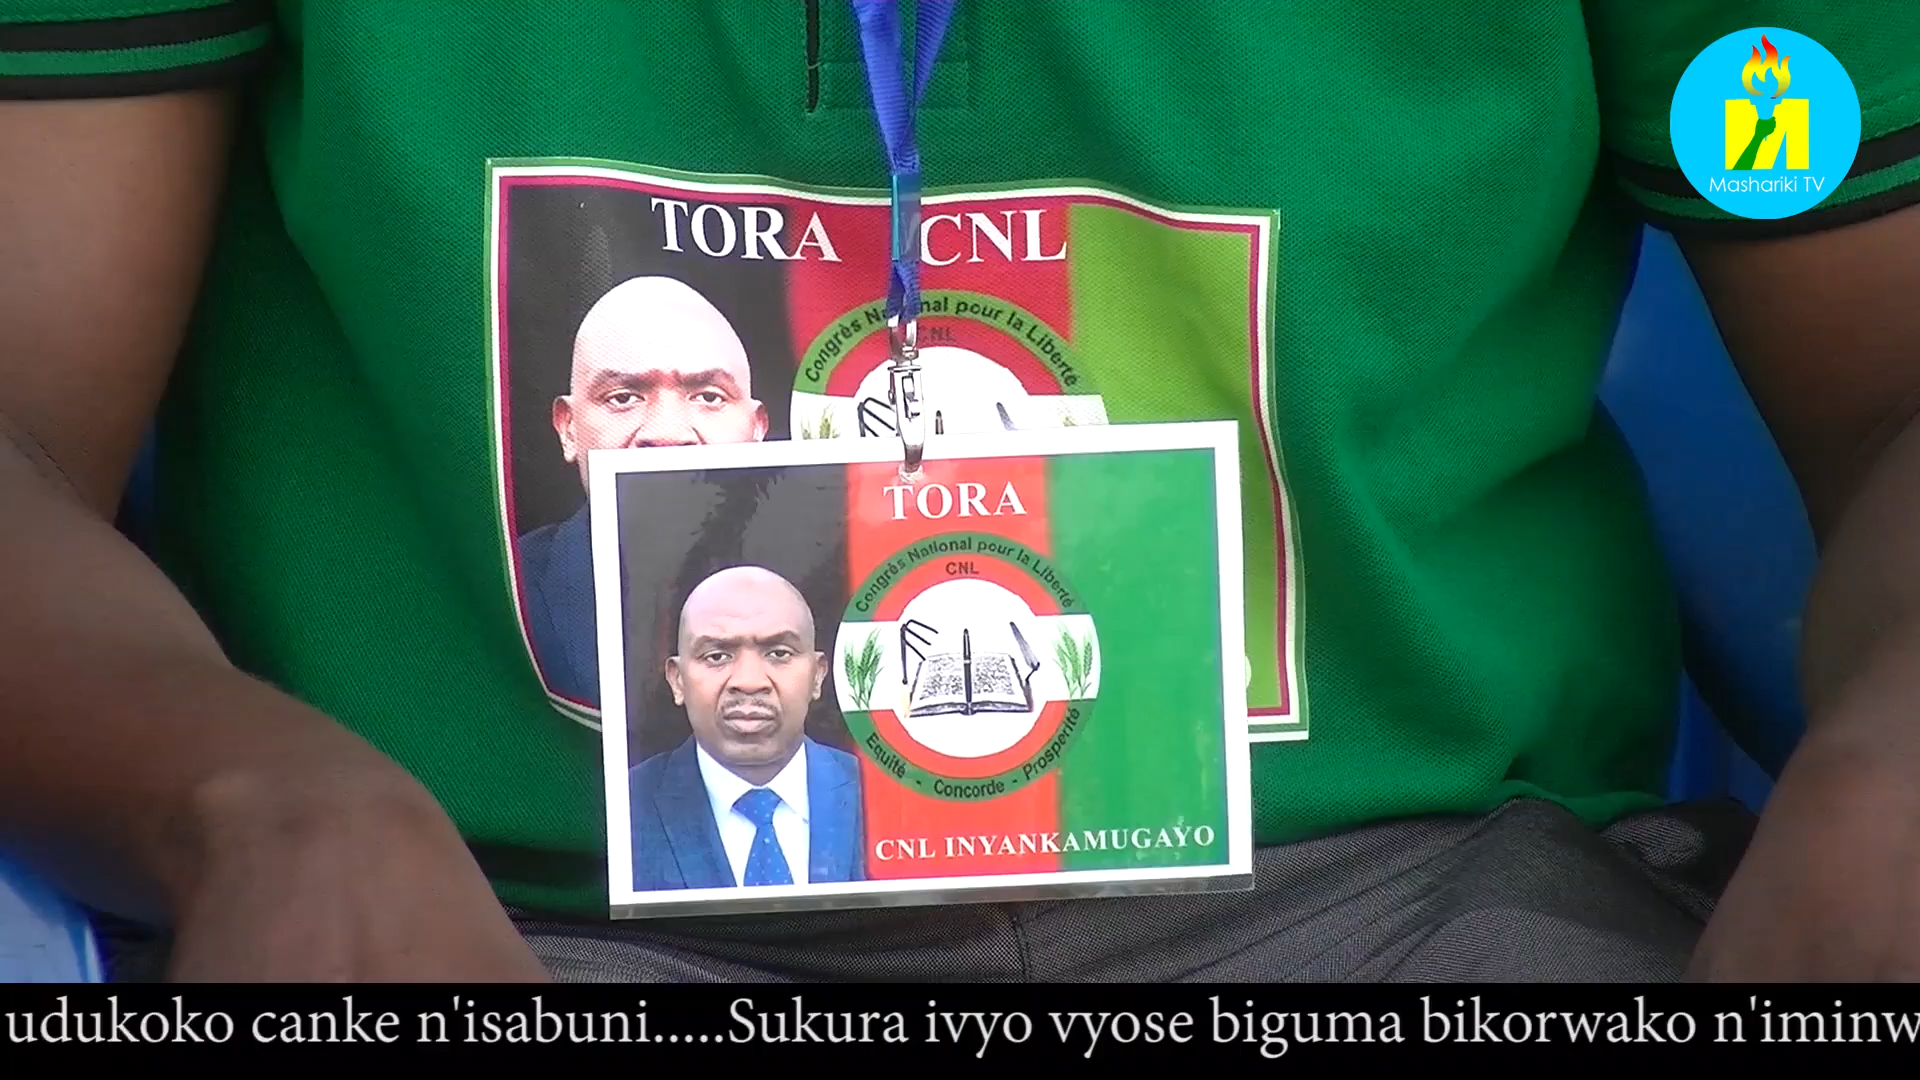 Mashariki TV
TORA CNL
Congrès National pour la Liberté
CNL
TORA
Congrès National pour la Liberté
CNL
Equité - Concorde - Prospérité
CNL INYANKAMUGAYO
udukoko canke n'isabuni.....Sukura ivyo vyose biguma bikorwako n'iminw